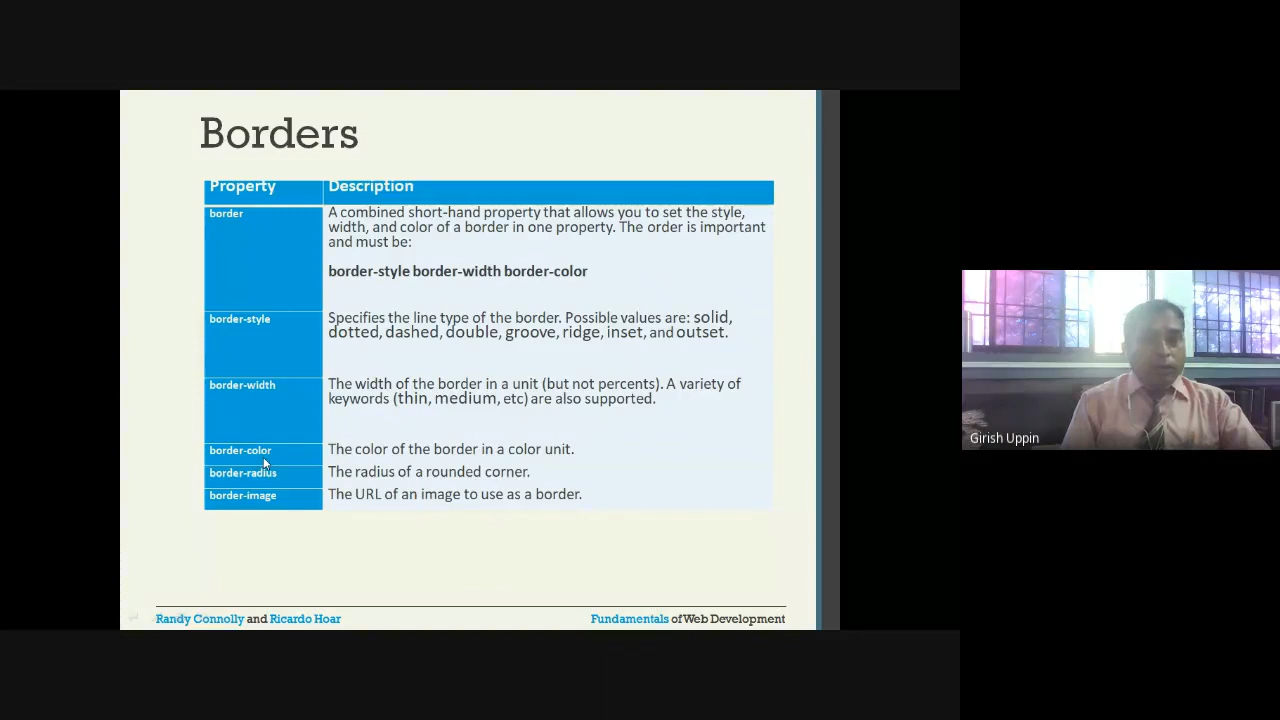 Borders
Property
Description
border
A combined short-hand property that allows you to set the style,
width, and color of a border in one property. The order is important
and must be:
border-style border-width border-color
border-style
Specifies the line type of the border. Possible values are: solid,
dotted, dashed, double, groove, ridge, inset, and outset.
border-width
The width of the border in a unit (but not percents). A variety of
keywords (thin, medium, etc) are also supported.
border-color
The color of the border in a color unit.
border-radius
The radius of a rounded corner.
border-image
The URL of an image to use as a border.
Randy Connolly and Ricardo Hoar
Fundamentals of Web Development
Girish Uppin